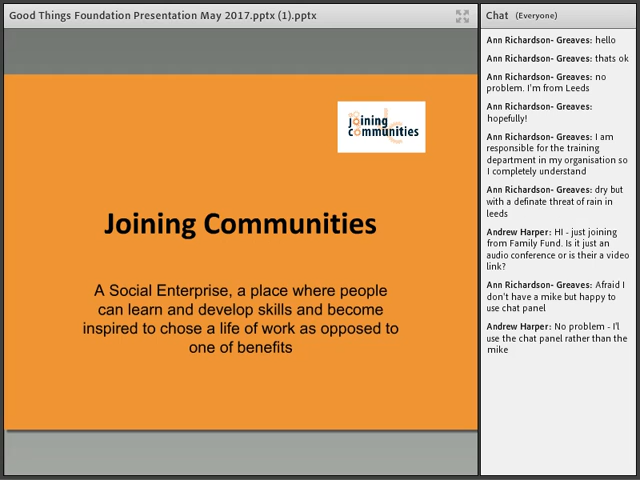 Good Things Foundation Presentation May 2017.pptx (1).pptx
joining
communities
Joining Communities
A Social Enterprise, a place where people
can learn and develop skills and become
inspired to chose a life of work as opposed to
one of benefits
Chat (Everyone)
Ann Richardson- Greaves: hello
Ann Richardson- Greaves: thats ok
Ann Richardson- Greaves: no
problem. I'm from Leeds
Ann Richardson- Greaves:
hopefully!
Ann Richardson- Greaves: I am
responsible for the training
department in my organisation so
I completely understand
Ann Richardson- Greaves: dry but
with a definate threat of rain in
leeds
Andrew Harper: HI - just joining
from Family Fund. Is it just an
audio conference or is their a video
link?
Ann Richardson- Greaves: Afraid I
don't have a mike but happy to
use chat panel
Andrew Harper: No problem - I'll
use the chat panel rather than the
mike